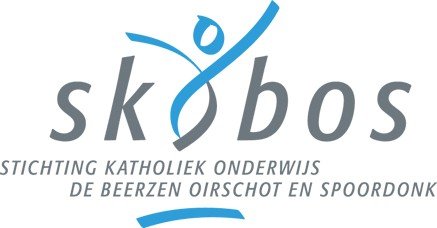 skobos
STICHTING KATHOLIEK ONDERWIJS
DE BEERZEN OIRSCHOT EN SPOORDONK